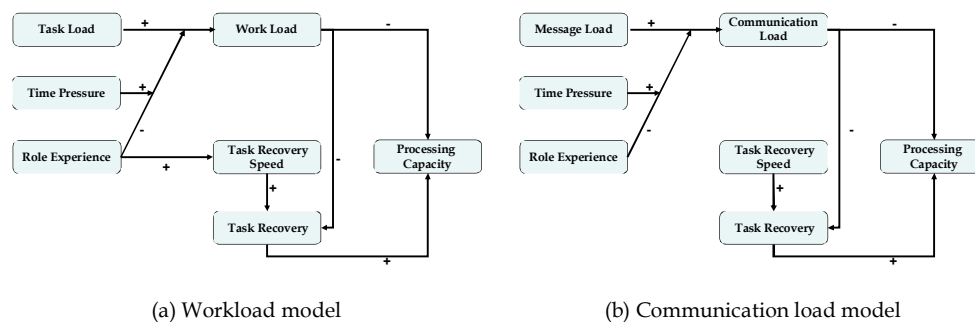 Task Load
+
Work Load
-
Time Pressure
+
-
Role Experience
+
Task Recovery
Speed
-
Processing
Capacity
+
Task Recovery
+
(a) Workload model
Message Load
+
Communication
Load
-
Time Pressure
+
-
Role Experience
Task Recovery
Speed
-
Processing
Capacity
+
Task Recovery
+
(b) Communication load model